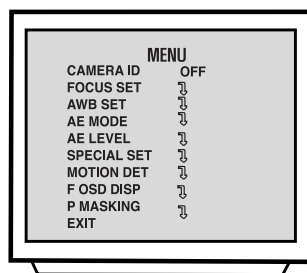 MENU
CAMERA ID OFF
FOCUS SET
AWB SET
AE MODE
AE LEVEL
SPECIAL SET
MOTION DET
F OSD DISP
P MASKING
EXIT